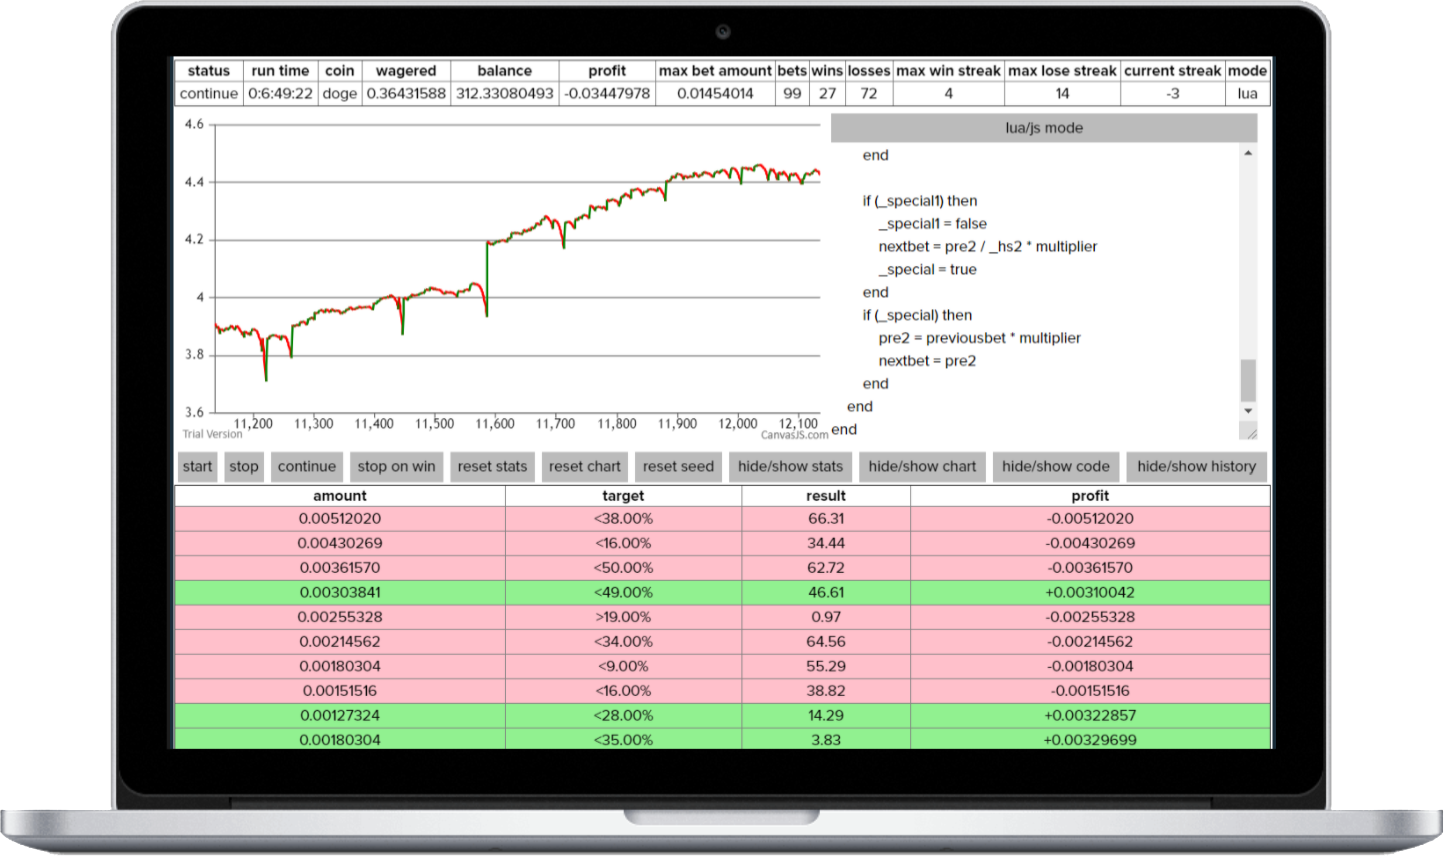 status run time coin wagered balance profit max bet amount bets wins losses max win streak max lose streak current streak mode
continue 0:6:49:22 doge 0.36431588 312.33080493 -0.03447978 0.01454014 99 27 72 4 14 -3 lua
4.6
4.4
4.2
4
3.8
3.6
11,200 11,300 11,400 11,500 11,600 11,700 11,800 11,900 12,000 12,100
Trial Version
CanvasJS.com
lua/js mode
end
if (_special1) then
_special1 = false
nextbet = pre2 / _hs2 * multiplier
_special = true
end
if (_special) then
pre2 = previousbet * multiplier
nextbet = pre2
end
end
end
start stop continue stop on win reset stats reset chart reset seed hide/show stats hide/show chart hide/show code hide/show history
amount target result profit
0.00512020 <38.00% 66.31 -0.00512020
0.00430269 <16.00% 34.44 -0.00430269
0.00361570 <50.00% 62.72 -0.00361570
0.00303841 <49.00% 46.61 +0.00310042
0.00255328 >19.00% 0.97 -0.00255328
0.00214562 <34.00% 64.56 -0.00214562
0.00180304 <9.00% 55.29 -0.00180304
0.00151516 <16.00% 38.82 -0.00151516
0.00127324 <28.00% 14.29 +0.00322857
0.00180304 <35.00% 3.83 +0.00329699